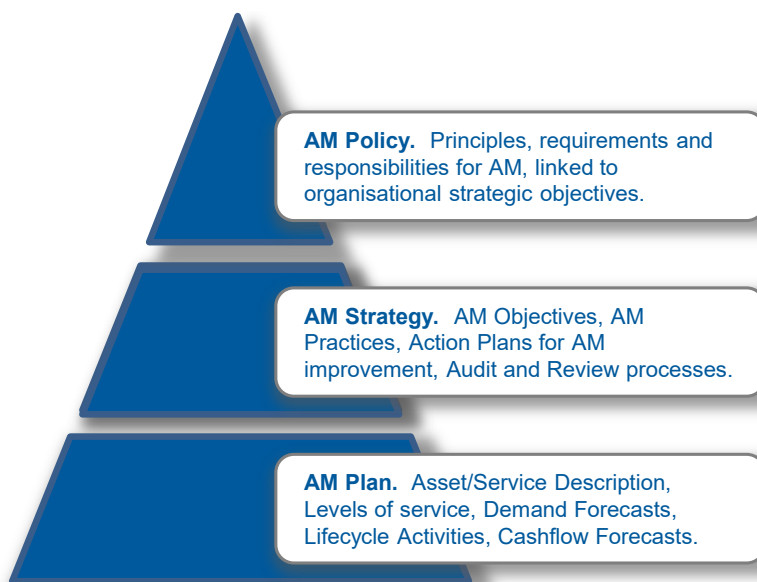 AM Policy. Principles, requirements and
responsibilities for AM, linked to
organisational strategic objectives.
AM Strategy. AM Objectives, AM
Practices, Action Plans for AM
improvement, Audit and Review processes.
AM Plan. Asset/Service Description,
Levels of service, Demand Forecasts,
Lifecycle Activities, Cashflow Forecasts.